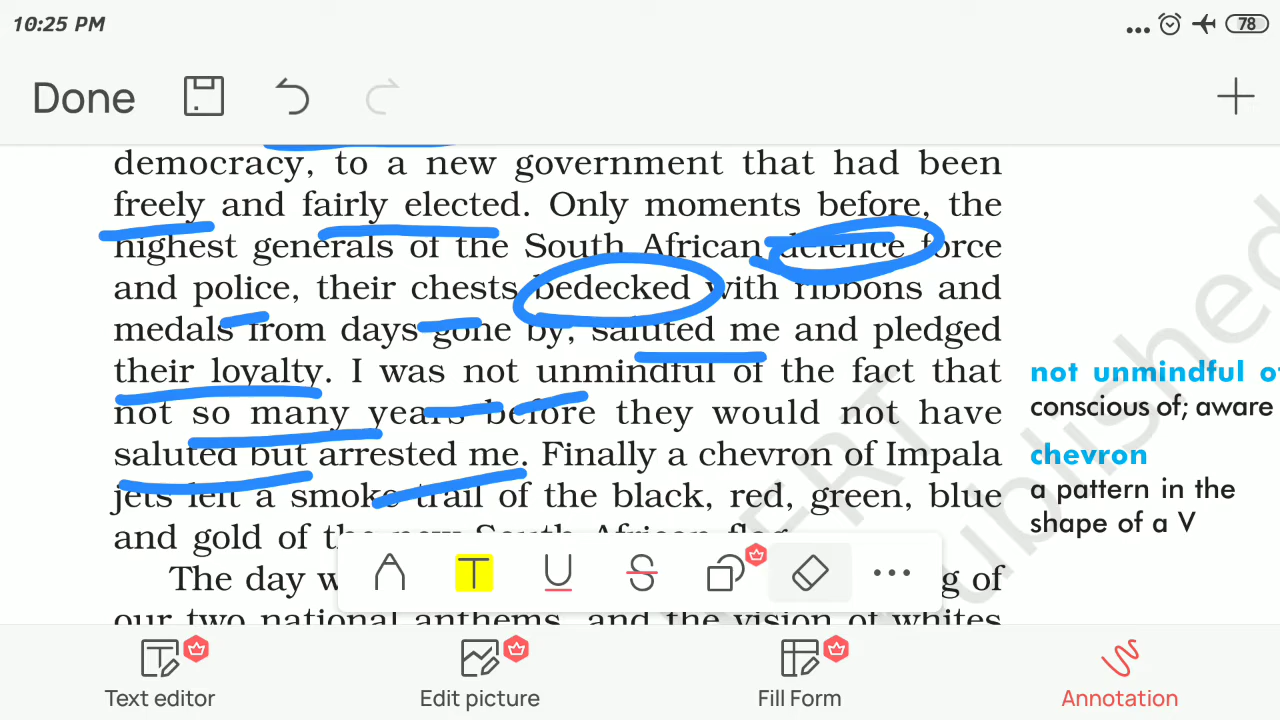 10:25 PM
78
Done
democracy, to a new government that had been
freely and fairly elected. Only moments before, the
highest generals of the South African defence force
and police, their chests bedecked with ribbons and
medals from days gone by, saluted me and pledged
their loyalty. I was not unmindful of the fact that
not so many years before they would not have
saluted but arrested me. Finally a chevron of Impala
jets left a smoke trail of the black, red, green, blue
and gold of the new South African flag.
The day
g of
our two national anthems, and the vision of whites
not unmindful of
conscious of; aware
chevron
a pattern in the
shape of a V
Published
Text editor
Edit picture
Fill Form
Annotation